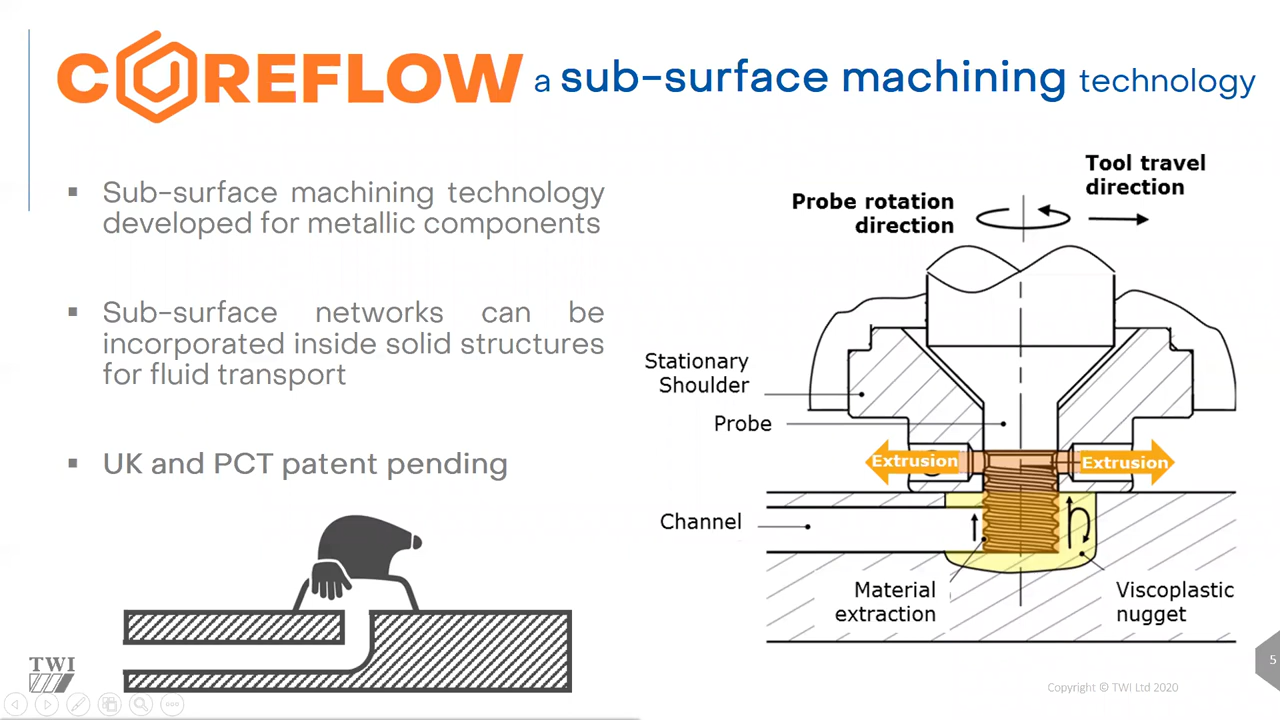 COREFLOW a sub-surface machining technology
▪ Sub-surface machining technology
developed for metallic components
▪ Sub-surface networks can be
incorporated inside solid structures
for fluid transport
▪ UK and PCT patent pending
Tool travel
direction
Probe rotation
direction
Stationary
Shoulder
Probe
Extrusion
Extrusion
Channel
Material
extraction
Viscoplastic
nugget
TWI
Copyright © TWI Ltd 2020
5